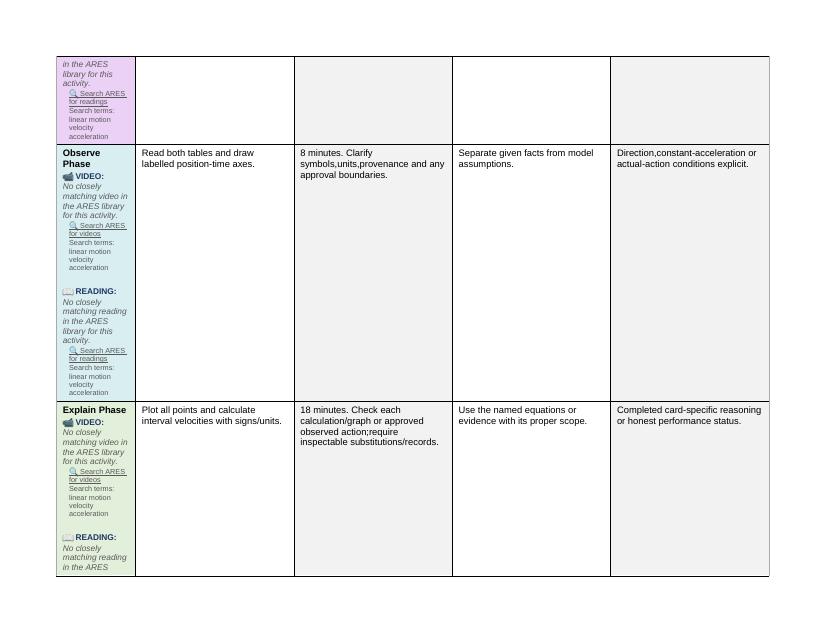 in the ARES
library for this
activity.
🔍 Search ARES
for readings
Search terms:
linear motion
velocity
acceleration
Observe
Phase
📹 VIDEO:
No closely
matching video in
the ARES library
for this activity.
🔍 Search ARES
for videos
Search terms:
linear motion
velocity
acceleration
📖 READING:
No closely
matching reading
in the ARES
library for this
activity.
🔍 Search ARES
for readings
Search terms:
linear motion
velocity
acceleration
Read both tables and draw
labelled position-time axes.
8 minutes. Clarify
symbols,units,provenance and any
approval boundaries.
Separate given facts from model
assumptions.
Direction,constant-acceleration or
actual-action conditions explicit.
Explain Phase
📹 VIDEO:
No closely
matching video in
the ARES library
for this activity.
🔍 Search ARES
for videos
Search terms:
linear motion
velocity
acceleration
📖 READING:
No closely
matching reading
in the ARES
Plot all points and calculate
interval velocities with signs/units.
18 minutes. Check each
calculation/graph or approved
observed action;require
inspectable substitutions/records.
Use the named equations or
evidence with its proper scope.
Completed card-specific reasoning
or honest performance status.